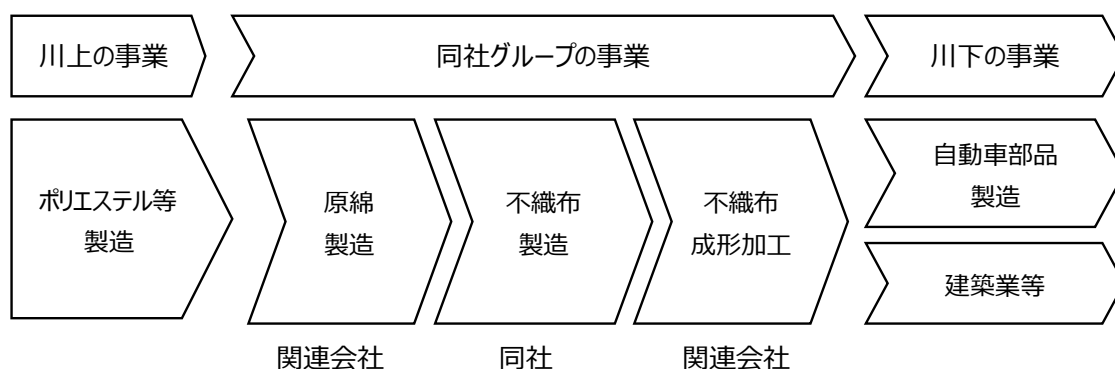 川上の事業
同社グループの事業
川下の事業
ポリエステル等
製造
原綿
製造
不織布
製造
不織布
成形加工
自動車部品
製造
建築業等
関連会社
同社
関連会社